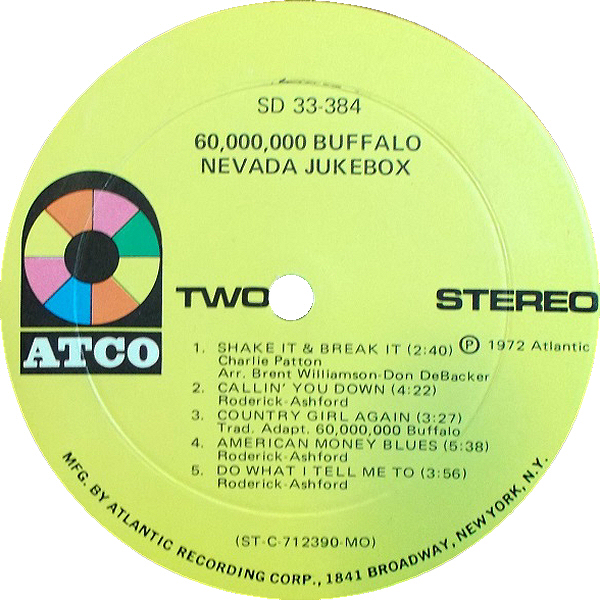 SD 33-384
60,000,000 BUFFALO
NEVADA JUKEBOX
ATCO
TWO
STEREO
1. SHAKE IT & BREAK IT (2:40) Ⓟ 1972 Atlantic
Charlie Patton
Arr. Brent Williamson-Don DeBacker
2. CALLIN' YOU DOWN (4:22)
Roderick-Ashford
3. COUNTRY GIRL AGAIN (3:27)
Trad. Adapt. 60,000,000 Buffalo
4. AMERICAN MONEY BLUES (5:38)
Roderick-Ashford
5. DO WHAT I TELL ME TO (3:56)
Roderick-Ashford
(ST-C-712390-MO)
MFG. BY ATLANTIC RECORDING CORP., 1841 BROADWAY, NEW YORK, N.Y.